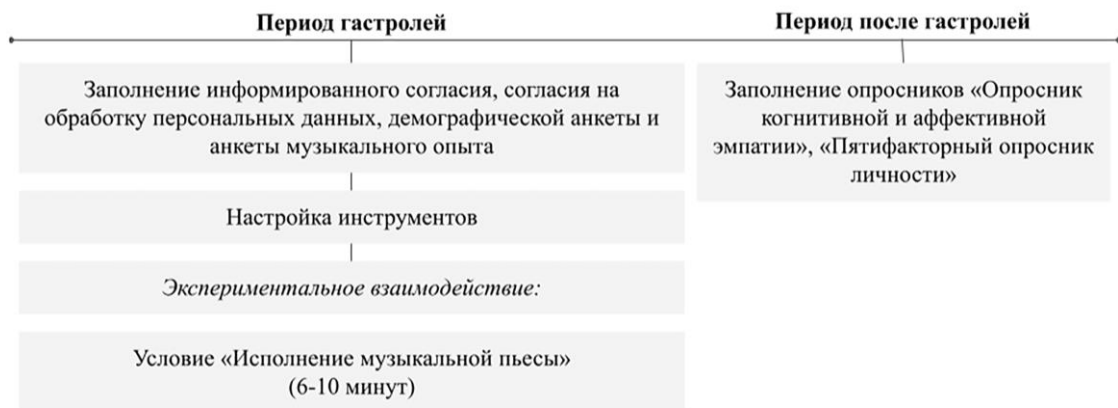 Период гастролей
Период после гастролей
Заполнение информированного согласия, согласия на
обработку персональных данных, демографической анкеты и
анкеты музыкального опыта
Заполнение опросников «Опросник
когнитивной и аффективной
эмпатии», «Пятифакторный опросник
личности»
Настройка инструментов
Экспериментальное взаимодействие:
Условие «Исполнение музыкальной пьесы»
(6-10 минут)